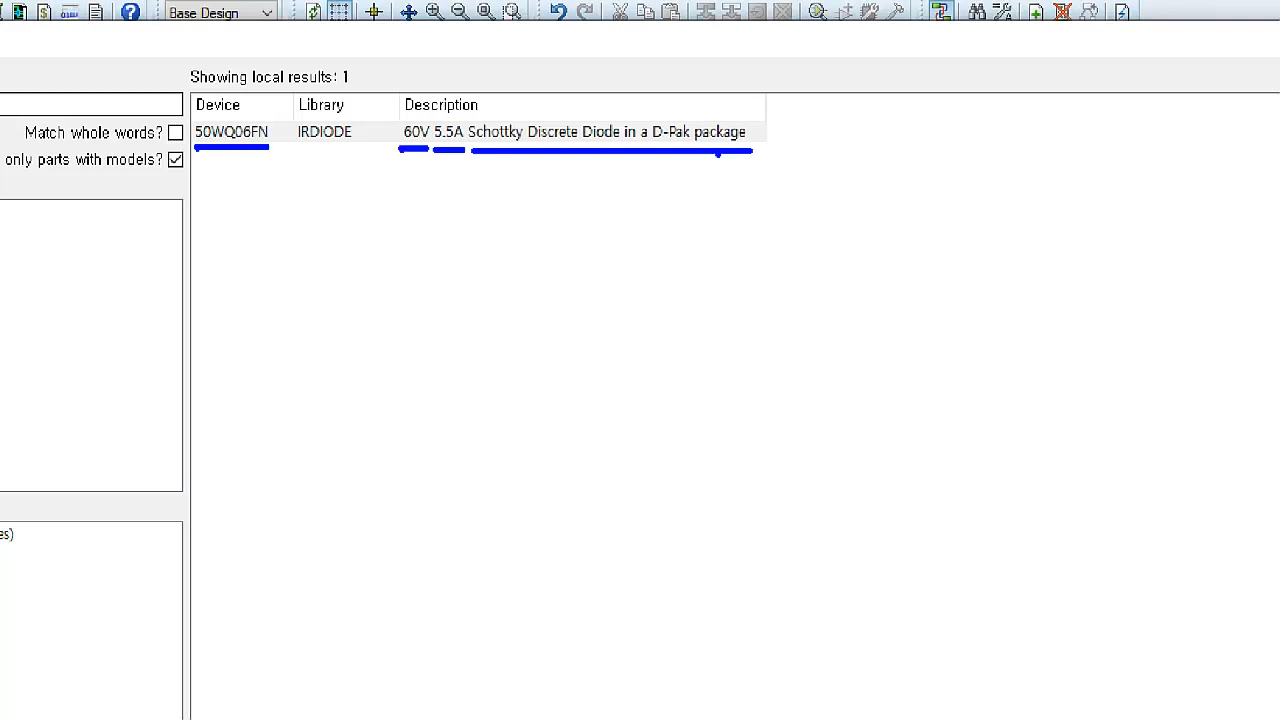 Base Design
Showing local results: 1
Device Library Description
Match whole words?
50WQ06FN IRDIODE 60V 5.5A Schottky Discrete Diode in a D-Pak package
only parts with models?
es)